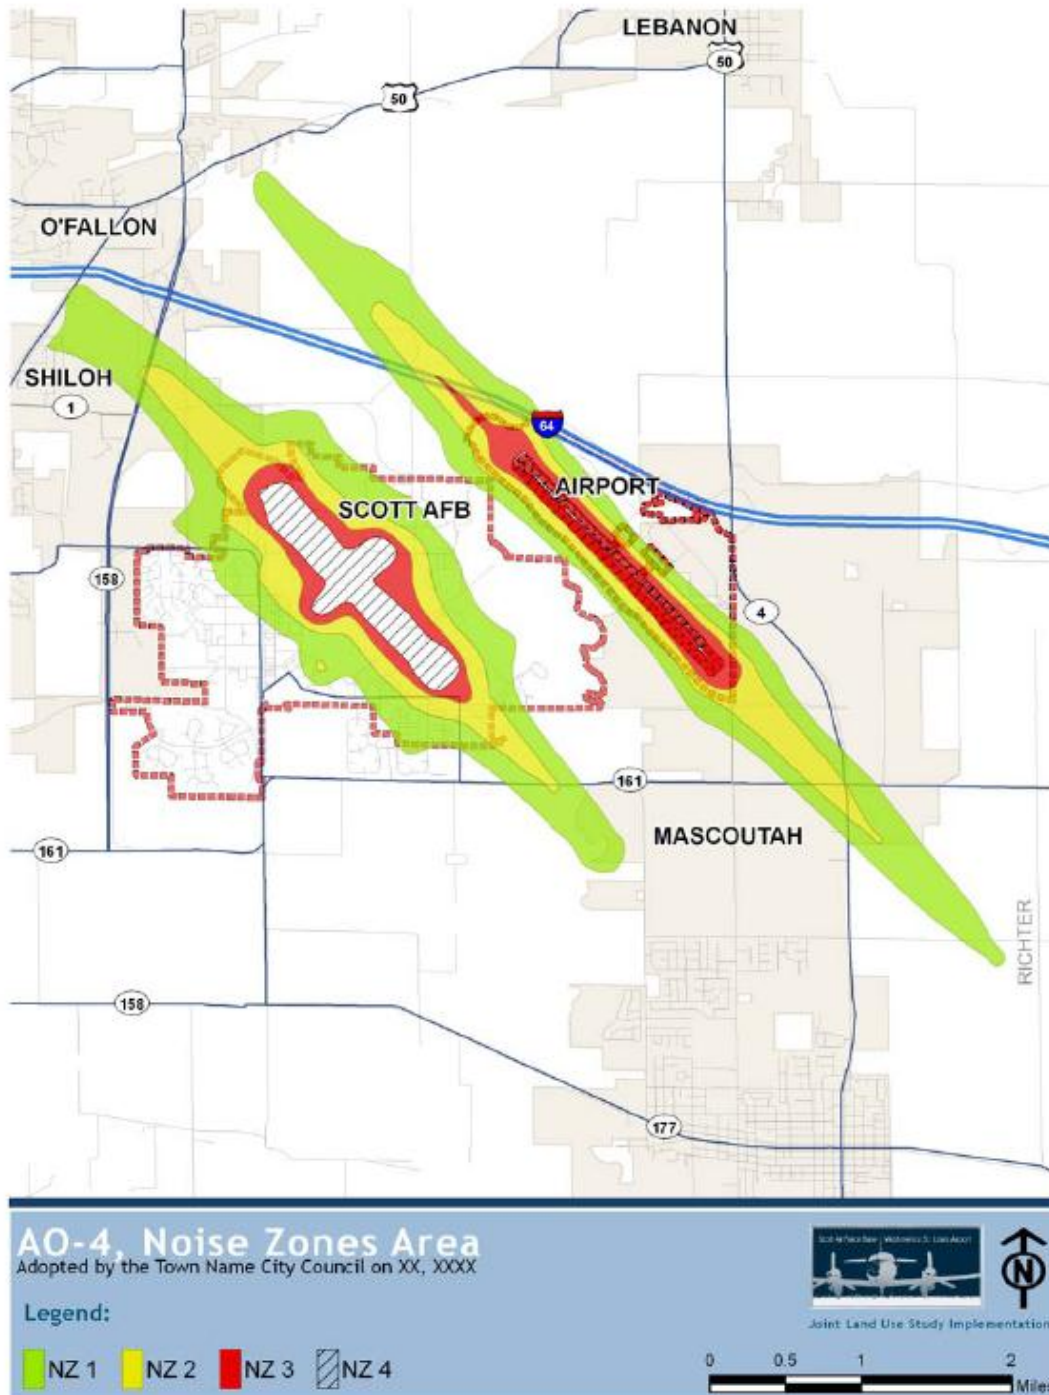 LEBANON
50
50
O'FALLON
SHILOH
1
64
AIRPORT
SCOTT AFB
158
4
161
MASCOUTAH
161
RICHTER
158
177
AO-4, Noise Zones Area
Adopted by the Town Name City Council on XX, XXXX
Legend:
NZ 1
NZ 2
NZ 3
NZ 4
N
Joint Land Use Study Implementation
0 0.5 1 2
Miles